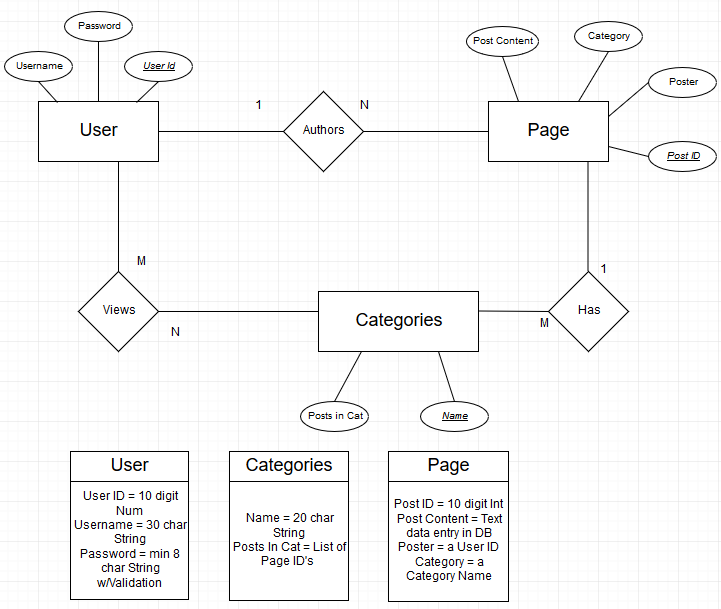 Password
Username
User Id
User
1
Authors
N
Post Content
Category
Poster
Page
Post ID
M
Views
N
Categories
1
Has
M
Posts in Cat
Name
User
User ID = 10 digit
Num
Username = 30 char
String
Password = min 8
char String
w/Validation
Categories
Name = 20 char
String
Posts In Cat = List of
Page ID's
Page
Post ID = 10 digit Int
Post Content = Text
data entry in DB
Poster = a User ID
Category = a
Category Name